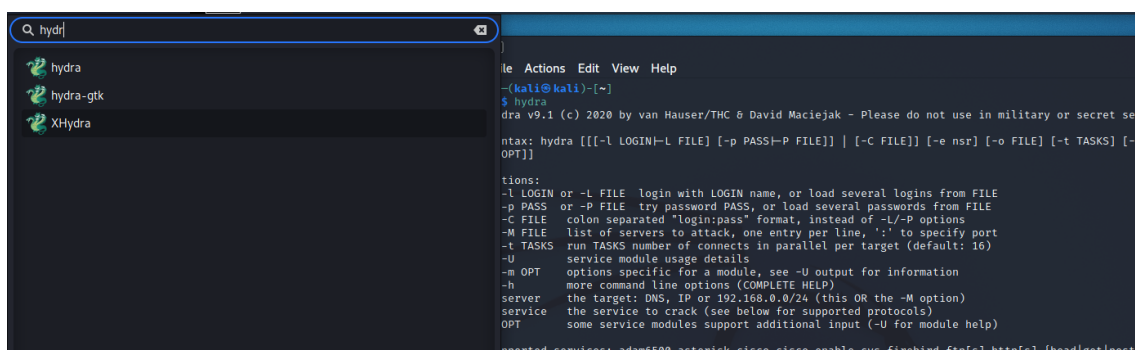 hydr
hydra
hydra-gtk
XHydra
Actions Edit View Help
(kali㉿kali)-[~]
$ hydra
v9.1 (c) 2020 by van Hauser/THC & David Maciejak - Please do not use in military or secret se
hydra [[[-l LOGIN|-L FILE] [-p PASS|-P FILE]] | [-C FILE]] [-e nsr] [-o FILE] [-t TASKS] [-
OPT]]
tions:
-l LOGIN or -L FILE login with LOGIN name, or load several logins from FILE
-p PASS or -P FILE try password PASS, or load several passwords from FILE
-C FILE colon separated "login:pass" format, instead of -L/-P options
-M FILE list of servers to attack, one entry per line, ':' to specify port
-t TASKS run TASKS number of connects in parallel per target (default: 16)
-U service module usage details
-m OPT options specific for a module, see -U output for information
-h more command line options (COMPLETE HELP)
server the target: DNS, IP or 192.168.0.0/24 (this OR the -M option)
service the service to crack (see below for supported protocols)
OPT some service modules support additional input (-U for module help)